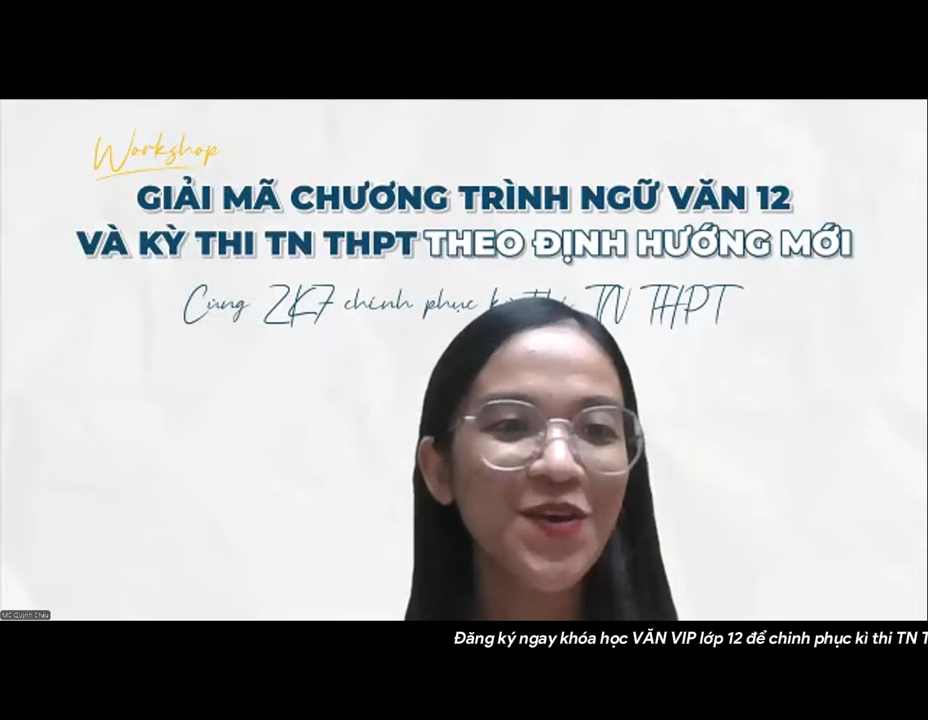 Workshop
GIẢI MÃ CHƯƠNG TRÌNH NGỮ VĂN 12
VÀ KỲ THI TN THPT THEO ĐỊNH HƯỚNG MỚI
Cùng 2K7 chinh phục kì thi TN THPT
MC Quỳnh Châu
Đăng ký ngay khóa học VĂN VIP lớp 12 để chinh phục kì thi TN T